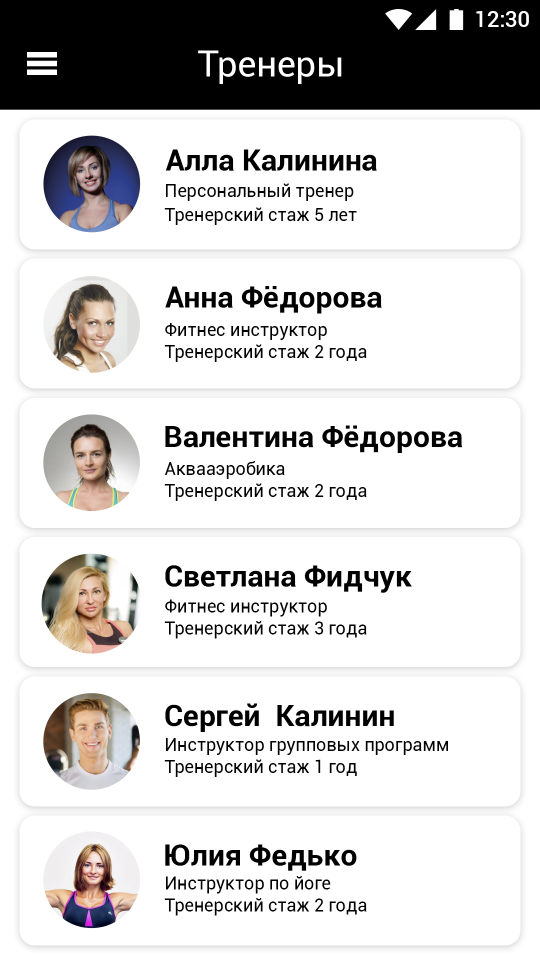 12:30
Тренеры
Алла Калинина
Персональный тренер
Тренерский стаж 5 лет
Анна Фёдорова
Фитнес инструктор
Тренерский стаж 2 года
Валентина Фёдорова
Аквааэробика
Тренерский стаж 2 года
Светлана Фидчук
Фитнес инструктор
Тренерский стаж 3 года
Сергей  Калинин
Инструктор групповых программ
Тренерский стаж 1 год
Юлия Федько
Инструктор по йоге
Тренерский стаж 2 года